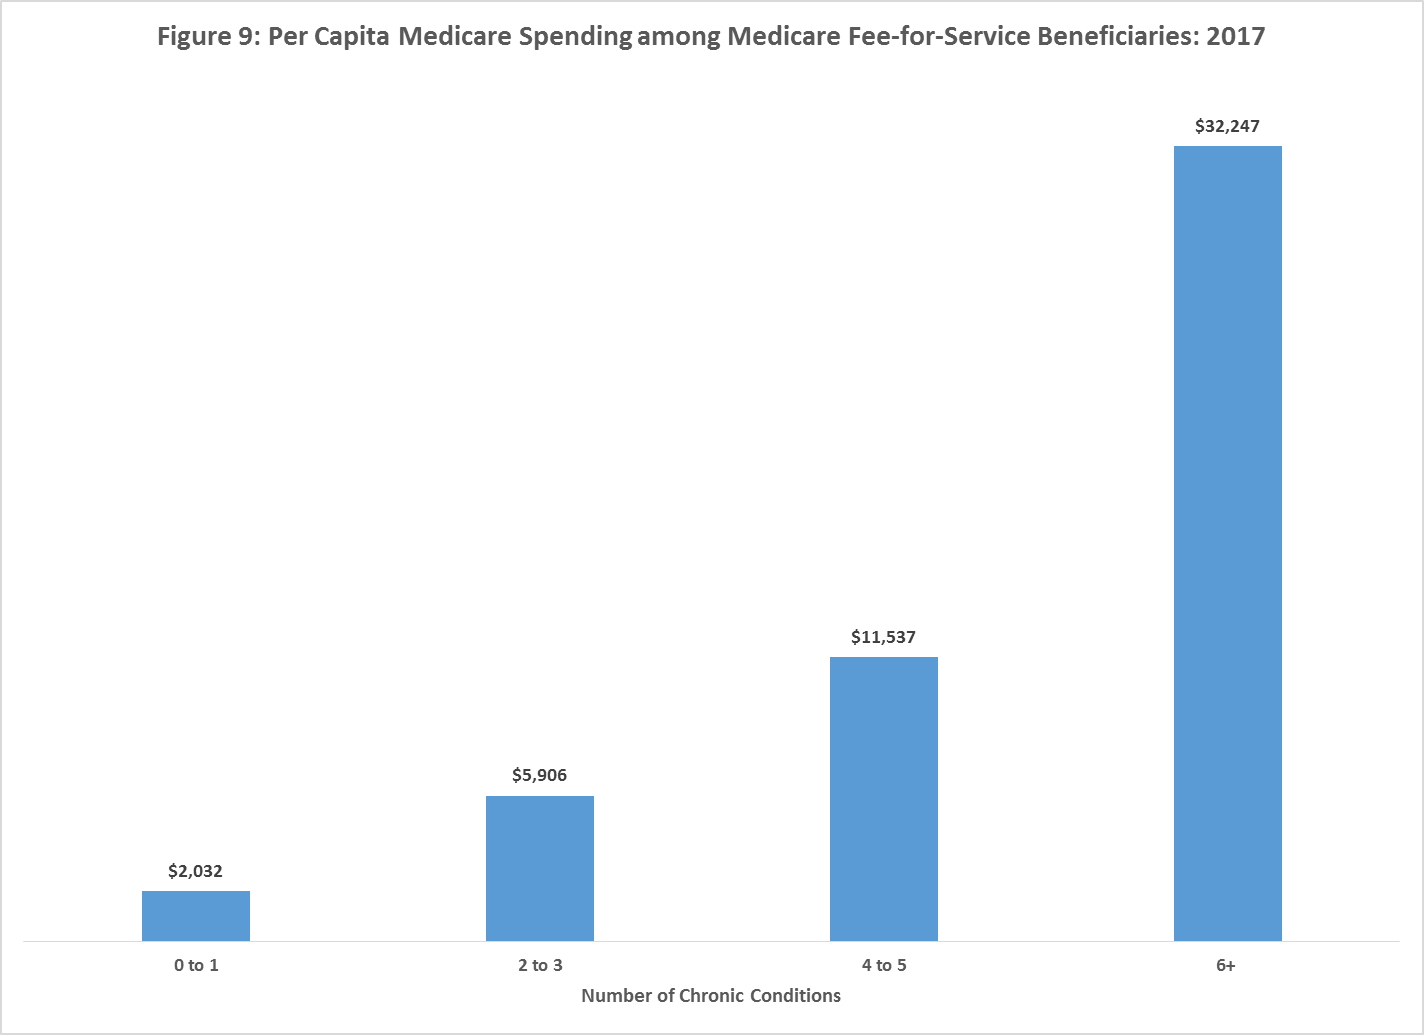 Figure 9: Per Capita Medicare Spending among Medicare Fee-for-Service Beneficiaries: 2017
$32,247
$11,537
$5,906
$2,032
0 to 1
2 to 3
4 to 5
6+
Number of Chronic Conditions